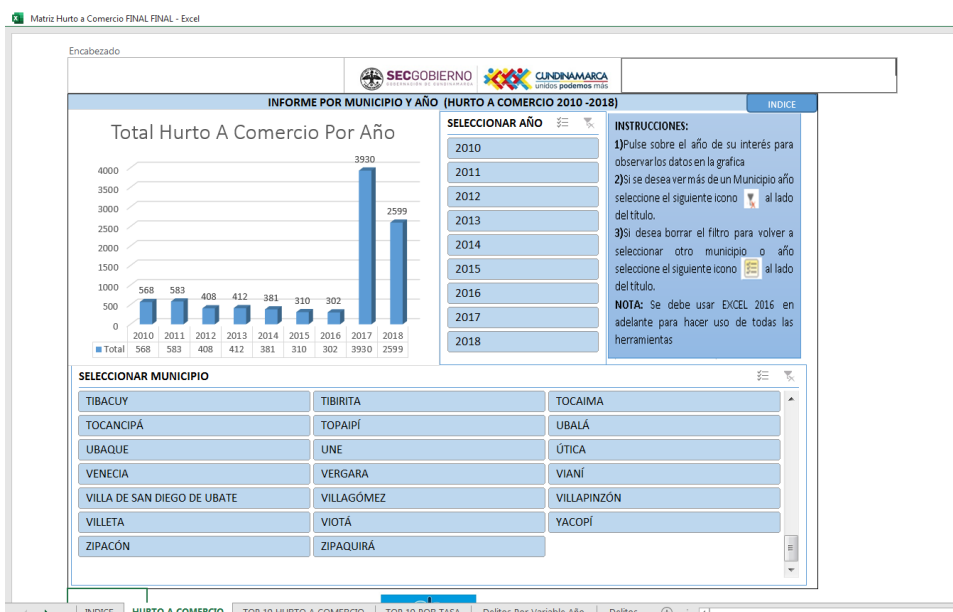 Matriz Hurto a Comercio FINAL FINAL - Excel
Encabezado
SECGOBIERNO
GOBERNACIÓN DE CUNDINAMARCA
CUNDINAMARCA
unidos podemos más
INFORME POR MUNICIPIO Y AÑO (HURTO A COMERCIO 2010 -2018)
INDICE
Total Hurto A Comercio Por Año
4000
3500
3000
2500
2000
1500
1000
500
0
568
583
408
412
381
310
302
3930
2599
2010 2011 2012 2013 2014 2015 2016 2017 2018
Total 568 583 408 412 381 310 302 3930 2599
SELECCIONAR AÑO
2010
2011
2012
2013
2014
2015
2016
2017
2018
INSTRUCCIONES:
1)Pulse sobre el año de su interés para
observarlos datos en la grafica
2)Si se desea ver más de un Municipio año
seleccione el siguiente icono al lado
del título.
3)Si desea borrar el filtro para volver a
seleccionar otro municipio o año
seleccione el siguiente icono al lado
del título.
NOTA: Se debe usar EXCEL 2016 en
adelante para hacer uso de todas las
herramientas
SELECCIONAR MUNICIPIO
TIBACUY TIBIRITA TOCAIMA
TOCANCIPÁ TOPAIPÍ UBALÁ
UBAQUE UNE ÚTICA
VENECIA VERGARA VIANÍ
VILLA DE SAN DIEGO DE UBATE VILLAGÓMEZ VILLAPINZÓN
VILLETA VIOTÁ YACOPÍ
ZIPACÓN ZIPAQUIRÁ
INDICE HURTO A COMERCIO TOP 10 HURTO A COMERCIO TOP 10 POR TASA Delitos Por Variable Año Delitos